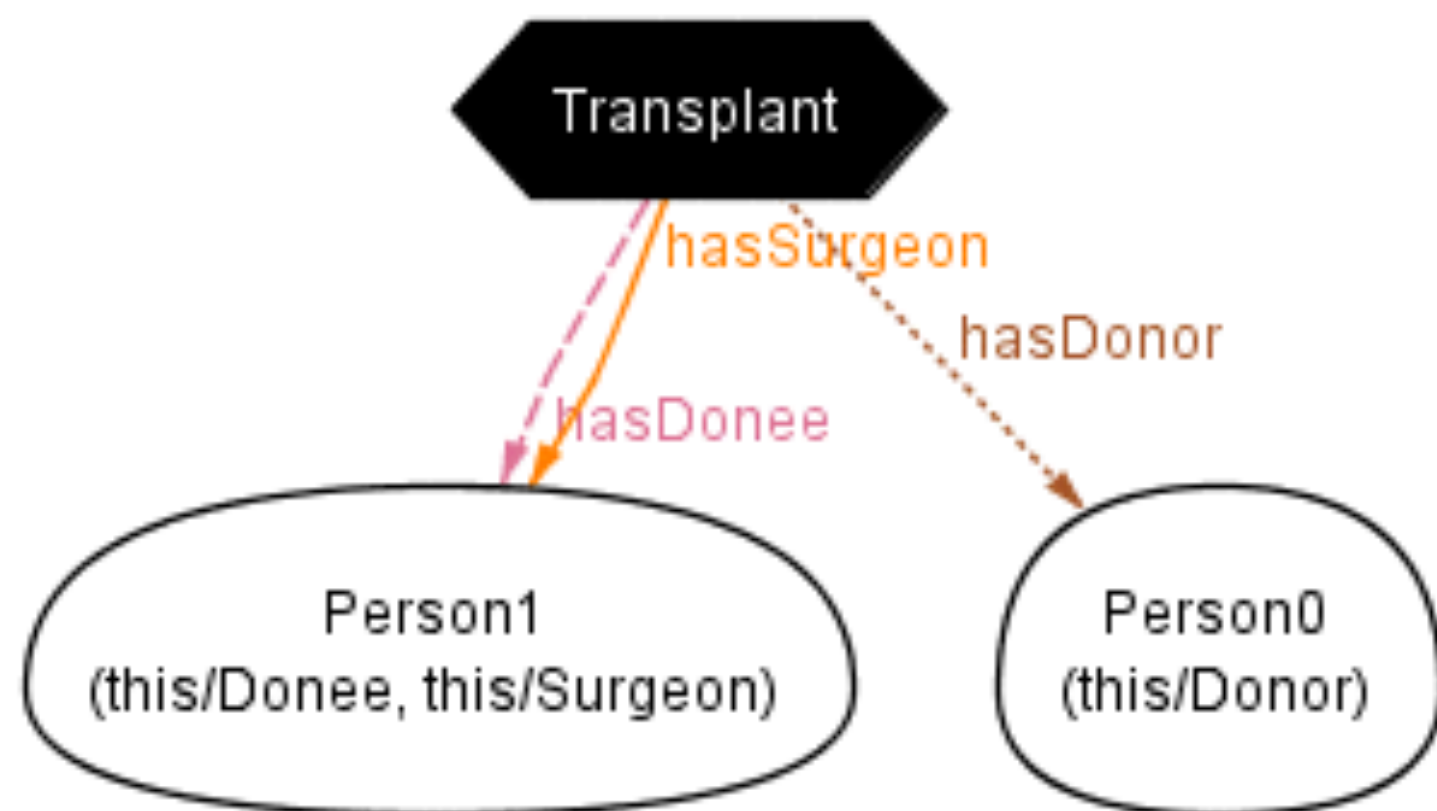 Transplant
hasSurgeon
hasDonor
hasDonee
Person1
(this/Donee, this/Surgeon)
Person0
(this/Donor)